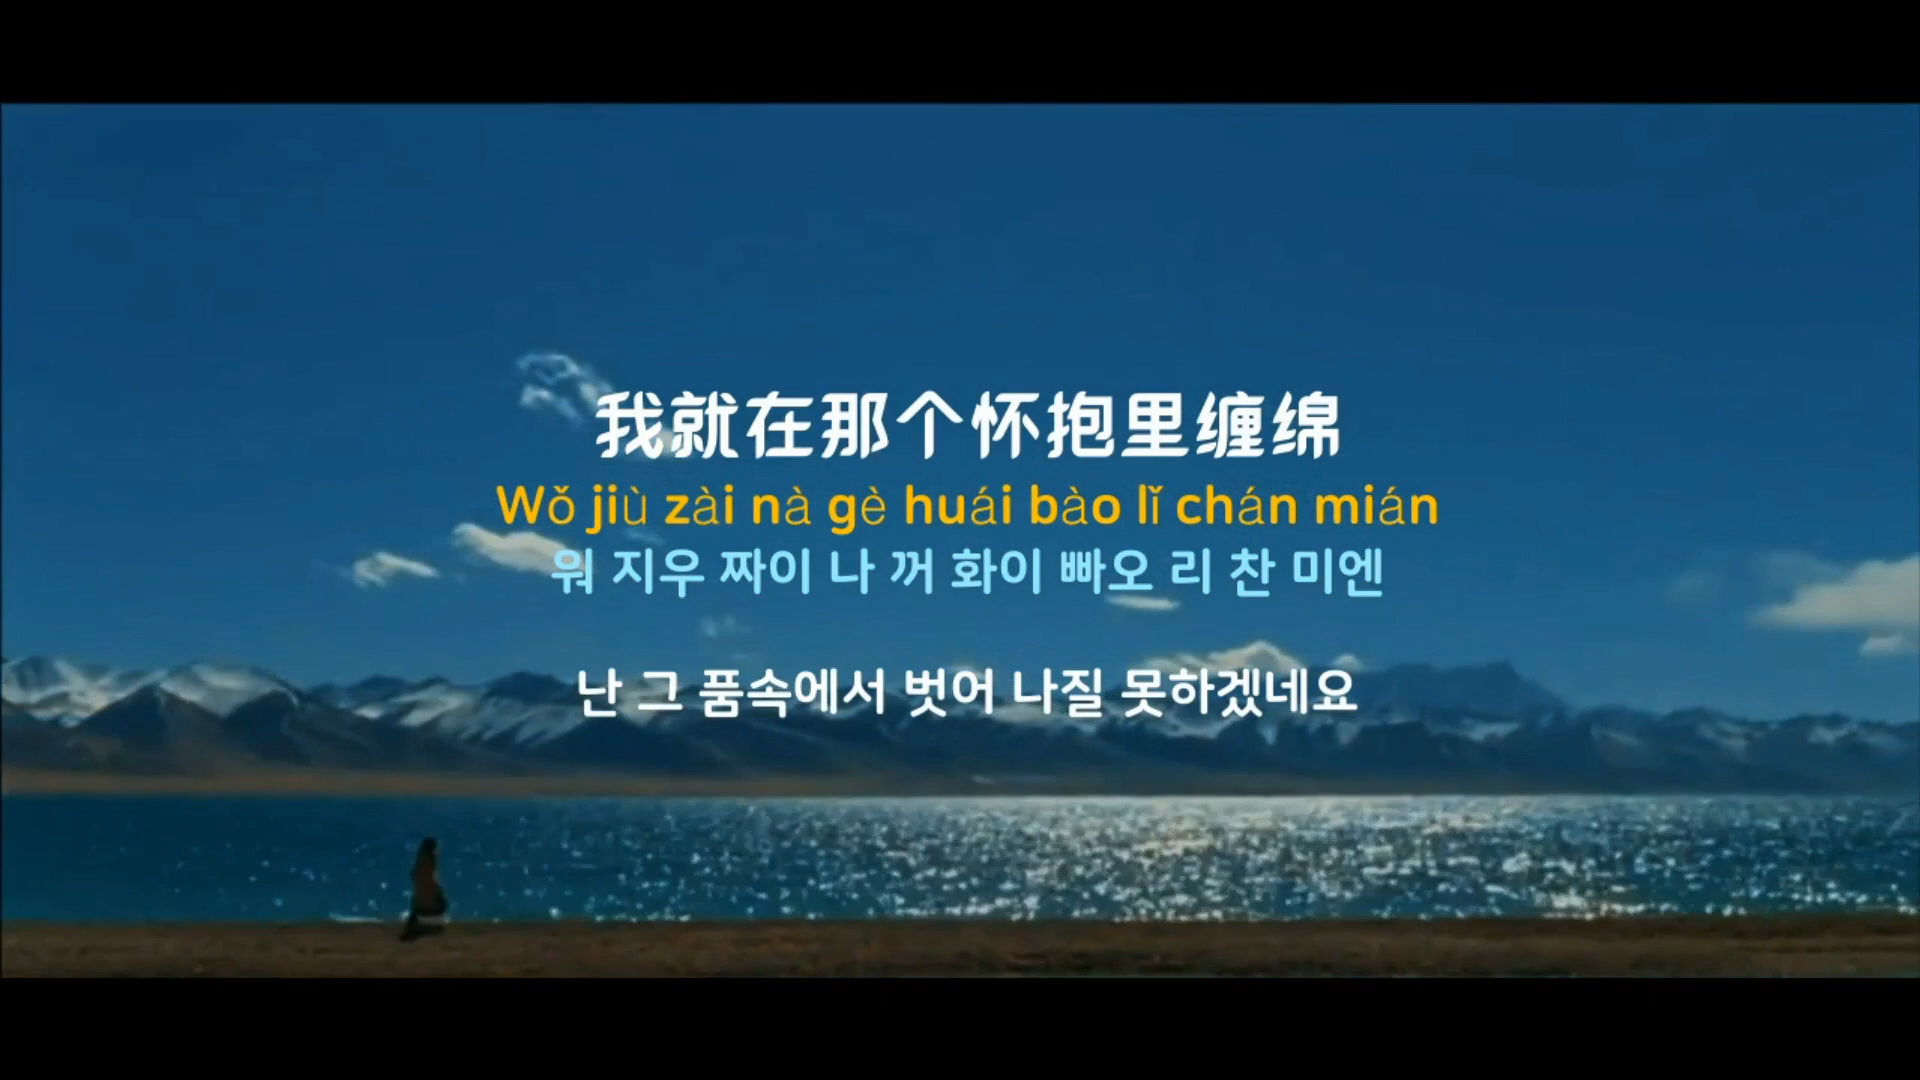 我就在那个怀抱里缠绵
Wǒ jiù zài nà gè huái bào lǐ chán mián
워 지우 짜이 나 꺼 화이 빠오 리 찬 미엔
난 그 품속에서 벗어 나질 못하겠네요